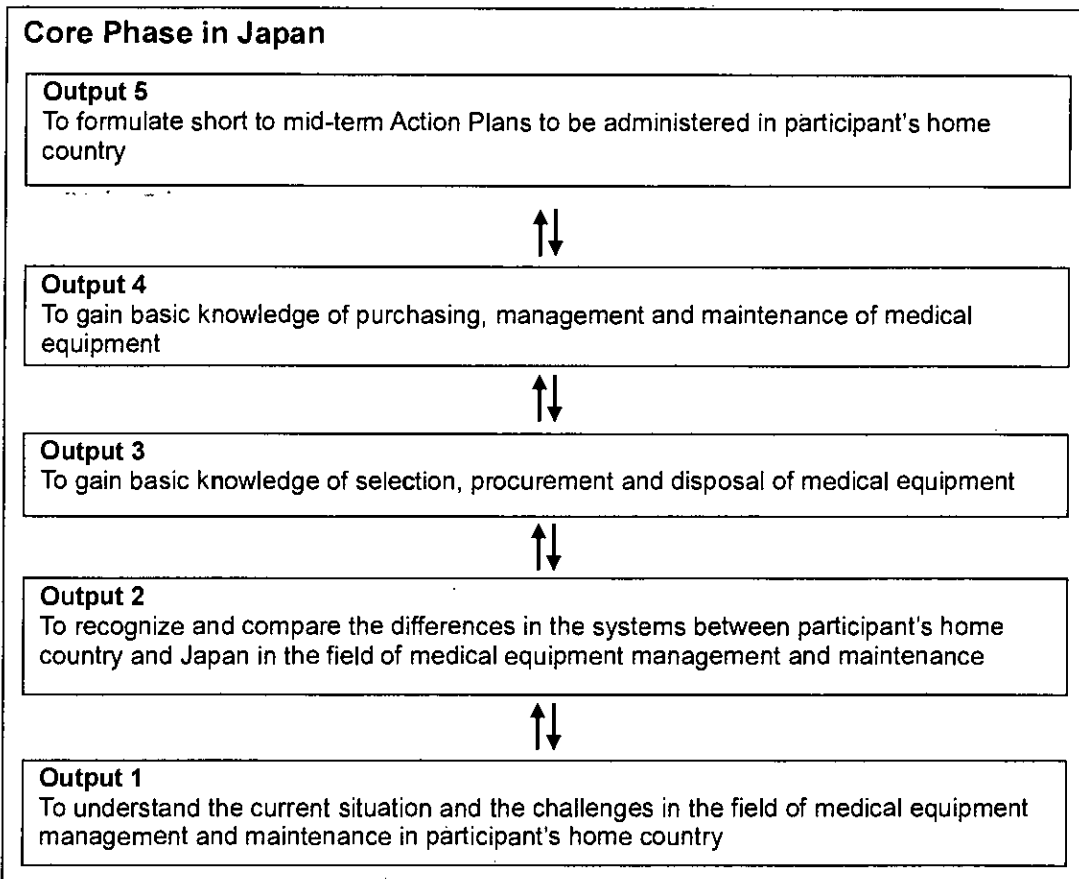 Core Phase in Japan
Output 5
To formulate short to mid-term Action Plans to be administered in participant's home
country
Output 4
To gain basic knowledge of purchasing, management and maintenance of medical
equipment
Output 3
To gain basic knowledge of selection, procurement and disposal of medical equipment
Output 2
To recognize and compare the differences in the systems between participant's home
country and Japan in the field of medical equipment management and maintenance
Output 1
To understand the current situation and the challenges in the field of medical equipment
management and maintenance in participant's home country